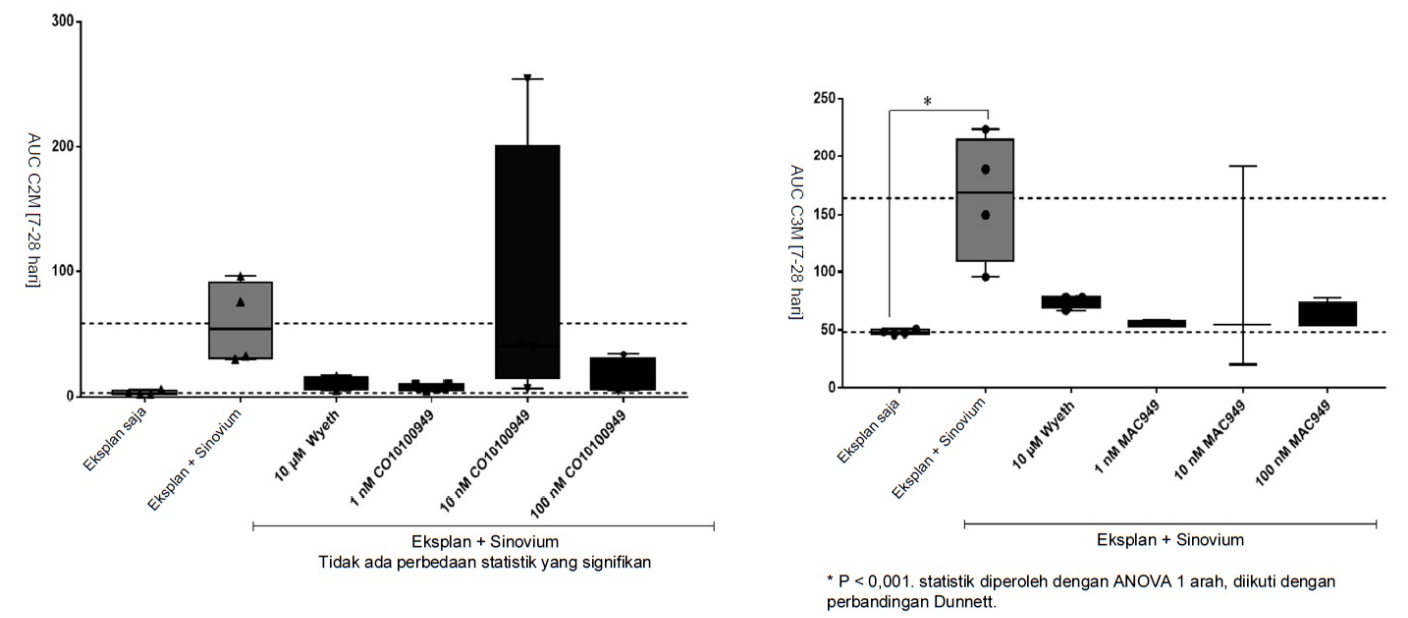 300
200
100
0
AUC C2M [7-28 hari]
Eksplan saja
Eksplan + Sinovium
10 µM Wyeth
1 nM CO10100949
10 nM CO10100949
100 nM CO10100949
Eksplan + Sinovium
Tidak ada perbedaan statistik yang signifikan
250
200
150
100
50
0
AUC C3M [7-28 hari]
*
Eksplan saja
Eksplan + Sinovium
10 µM Wyeth
1 nM MAC949
10 nM MAC949
100 nM MAC949
Eksplan + Sinovium
* P < 0,001. statistik diperoleh dengan ANOVA 1 arah, diikuti dengan
perbandingan Dunnett.